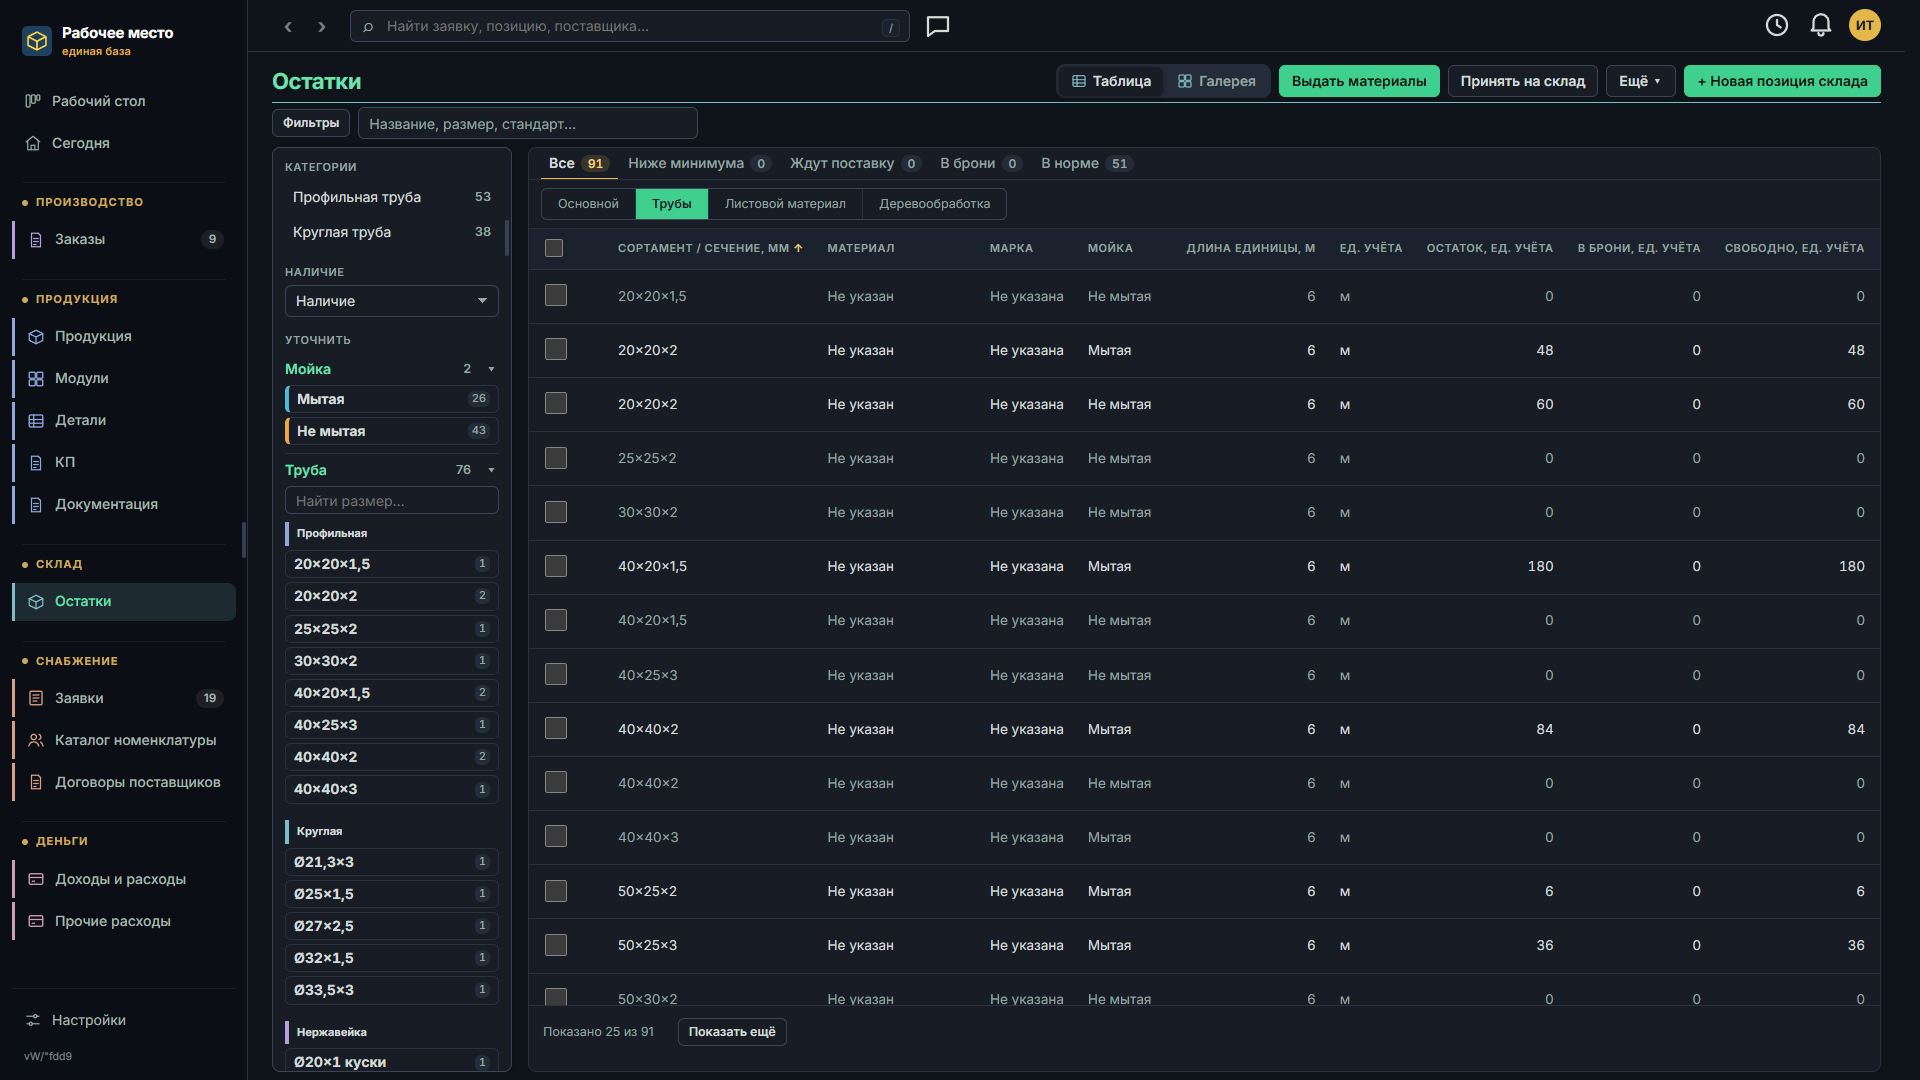 Рабочее место
единая база
Рабочий стол
Сегодня
ПРОИЗВОДСТВО
Заказы 9
ПРОДУКЦИЯ
Продукция
Модули
Детали
КП
Документация
СКЛАД
Остатки
СНАБЖЕНИЕ
Заявки 19
Каталог номенклатуры
Договоры поставщиков
ДЕНЬГИ
Доходы и расходы
Прочие расходы
Настройки
vW/"fdd9
Найти заявку, позицию, поставщика... /
ИТ
Остатки
Таблица Галерея Выдать материалы Принять на склад Ещё + Новая позиция склада
Фильтры Название, размер, стандарт...
КАТЕГОРИИ
Профильная труба 53
Круглая труба 38
НАЛИЧИЕ
Наличие
УТОЧНИТЬ
Мойка 2
Мытая 26
Не мытая 43
Труба 76
Найти размер...
Профильная
20×20×1,5 1
20×20×2 2
25×25×2 1
30×30×2 1
40×20×1,5 2
40×25×3 1
40×40×2 2
40×40×3 1
Круглая
Ø21,3×3 1
Ø25×1,5 1
Ø27×2,5 1
Ø32×1,5 1
Ø33,5×3 1
Нержавейка
Ø20×1 куски 1
Все 91 Ниже минимума 0 Ждут поставку 0 В брони 0 В норме 51
Основной Трубы Листовой материал Деревообработка
СОРТАМЕНТ / СЕЧЕНИЕ, ММ ↑ МАТЕРИАЛ МАРКА МОЙКА ДЛИНА ЕДИНИЦЫ, М ЕД. УЧЁТА ОСТАТОК, ЕД. УЧЁТА В БРОНИ, ЕД. УЧЁТА СВОБОДНО, ЕД. УЧЁТА
20×20×1,5 Не указан Не указана Не мытая 6 м 0 0 0
20×20×2 Не указан Не указана Мытая 6 м 48 0 48
20×20×2 Не указан Не указана Не мытая 6 м 60 0 60
25×25×2 Не указан Не указана Не мытая 6 м 0 0 0
30×30×2 Не указан Не указана Не мытая 6 м 0 0 0
40×20×1,5 Не указан Не указана Мытая 6 м 180 0 180
40×20×1,5 Не указан Не указана Не мытая 6 м 0 0 0
40×25×3 Не указан Не указана Не мытая 6 м 0 0 0
40×40×2 Не указан Не указана Мытая 6 м 84 0 84
40×40×2 Не указан Не указана Не мытая 6 м 0 0 0
40×40×3 Не указан Не указана Мытая 6 м 0 0 0
50×25×2 Не указан Не указана Мытая 6 м 6 0 6
50×25×3 Не указан Не указана Мытая 6 м 36 0 36
50×30×2 Не указан Не указана Не мытая 6 м 0 0 0
Показано 25 из 91 Показать ещё